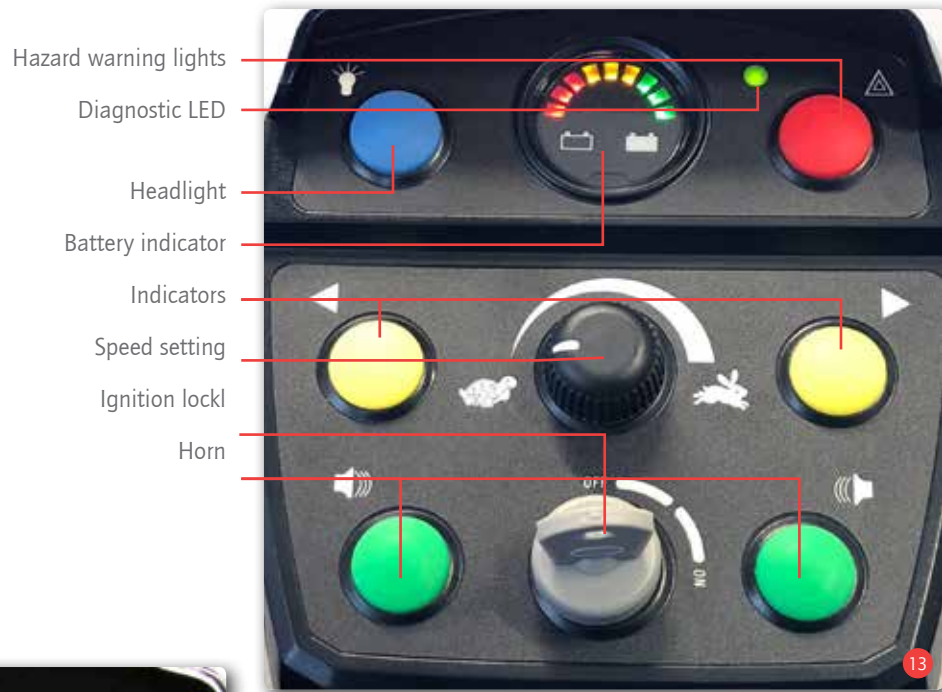 Hazard warning lights
Diagnostic LED
Headlight
Battery indicator
Indicators
Speed setting
Ignition lockl
Horn
OFF
ON
13